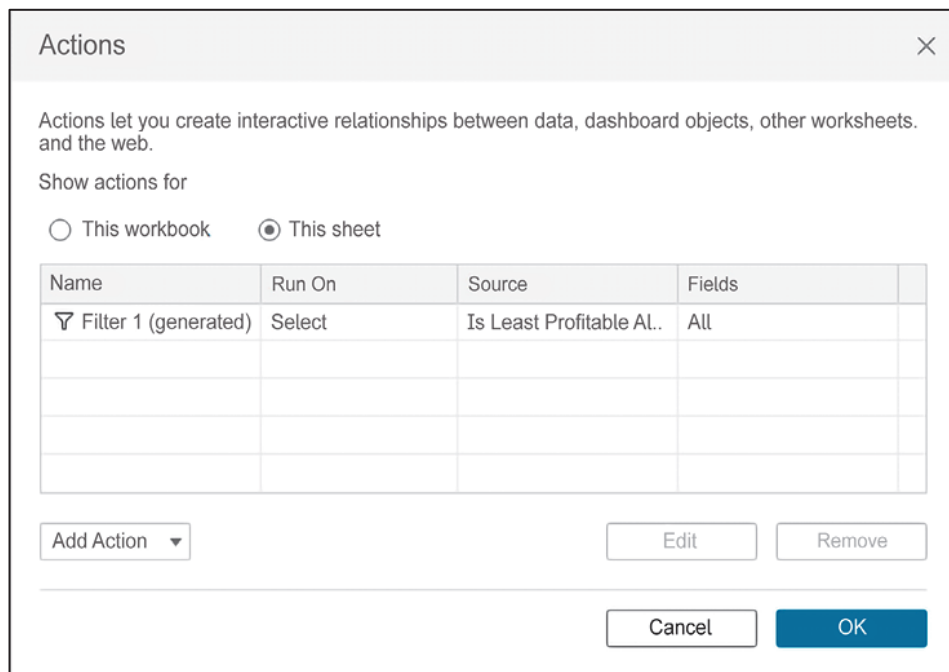 Actions
Actions let you create interactive relationships between data, dashboard objects, other worksheets.
and the web.
Show actions for
This workbook This sheet
Name Run On Source Fields
Filter 1 (generated) Select Is Least Profitable Al.. All
Add Action Edit Remove
Cancel OK